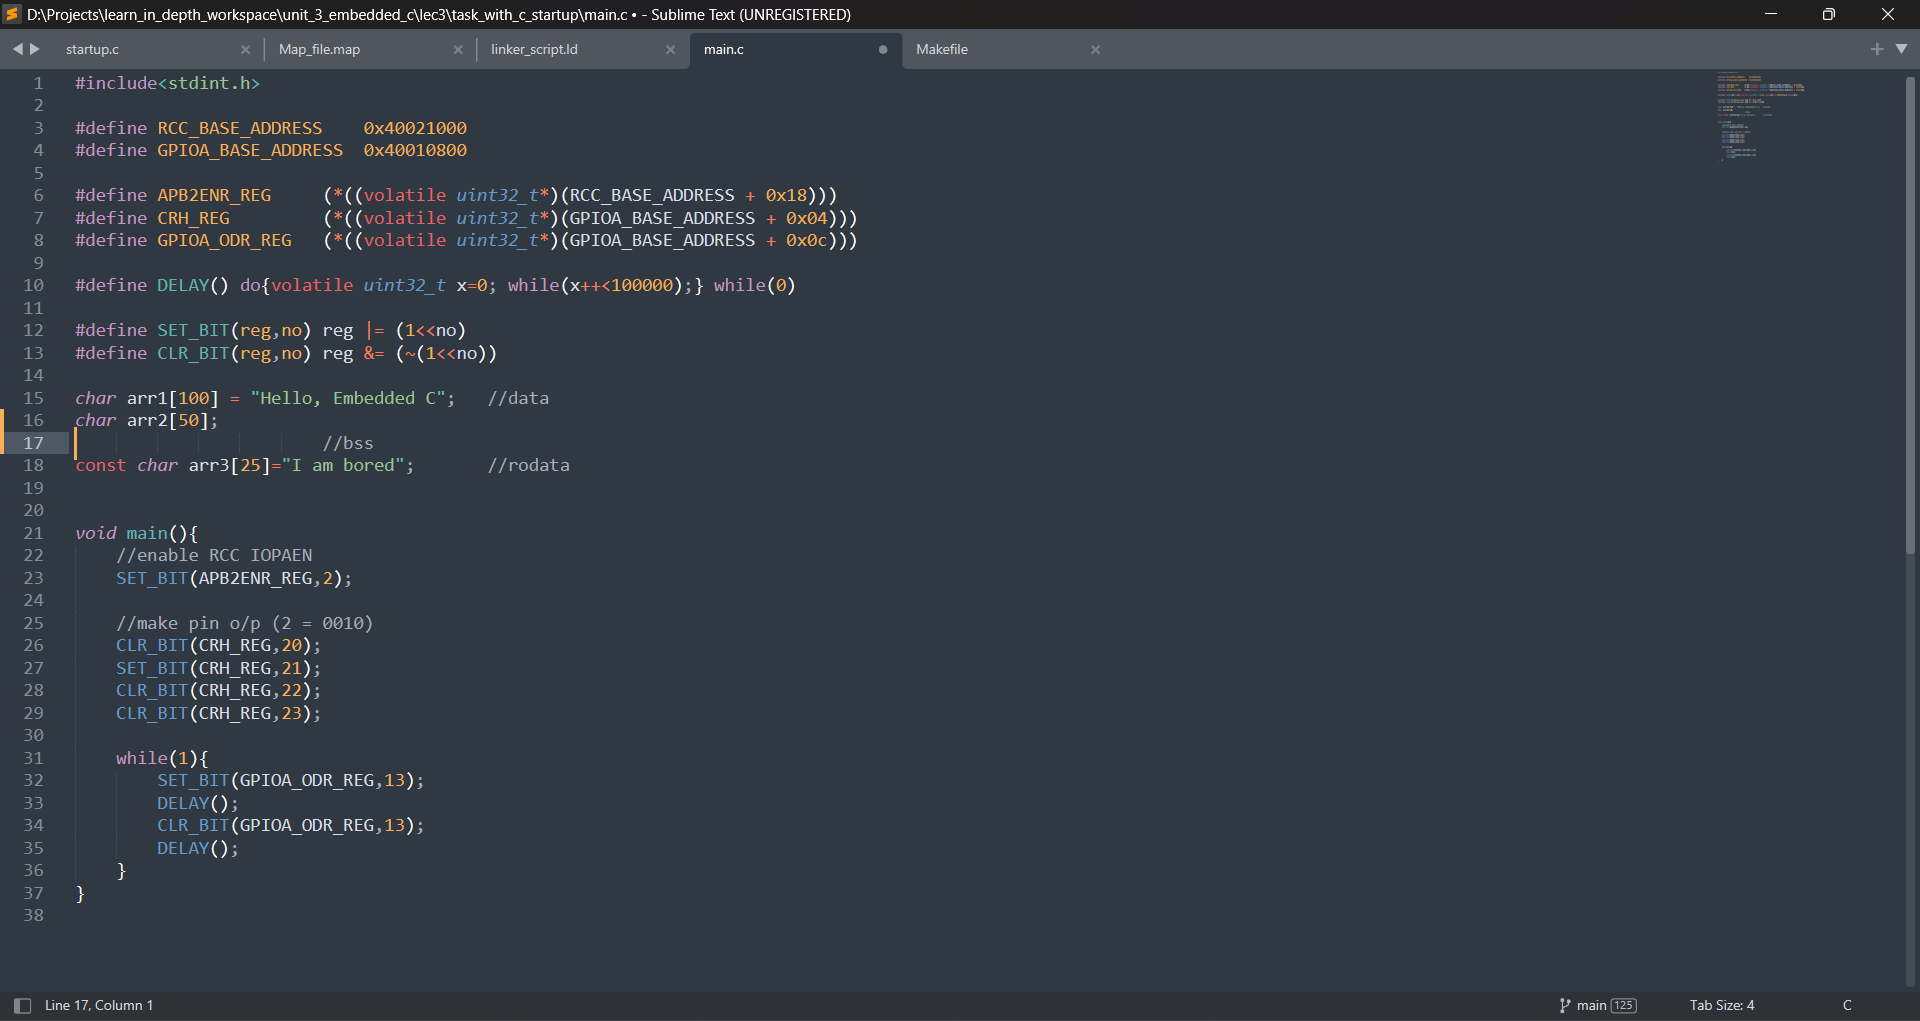 D:\Projects\learn_in_depth_workspace\unit_3_embedded_c\lec3\task_with_c_startup\main.c • - Sublime Text (UNREGISTERED)
startup.c Map_file.map linker_script.ld main.c Makefile
1 #include<stdint.h>
2
3 #define RCC_BASE_ADDRESS    0x40021000
4 #define GPIOA_BASE_ADDRESS  0x40010800
5
6 #define APB2ENR_REG     (*((volatile uint32_t*)(RCC_BASE_ADDRESS + 0x18)))
7 #define CRH_REG         (*((volatile uint32_t*)(GPIOA_BASE_ADDRESS + 0x04)))
8 #define GPIOA_ODR_REG   (*((volatile uint32_t*)(GPIOA_BASE_ADDRESS + 0x0c)))
9
10 #define DELAY() do{volatile uint32_t x=0; while(x++<100000);} while(0)
11
12 #define SET_BIT(reg,no) reg |= (1<<no)
13 #define CLR_BIT(reg,no) reg &= (~(1<<no))
14
15 char arr1[100] = "Hello, Embedded C";   //data
16 char arr2[50];
17                         //bss
18 const char arr3[25]="I am bored";       //rodata
19
20
21 void main(){
22     //enable RCC IOPAEN
23     SET_BIT(APB2ENR_REG,2);
24
25     //make pin o/p (2 = 0010)
26     CLR_BIT(CRH_REG,20);
27     SET_BIT(CRH_REG,21);
28     CLR_BIT(CRH_REG,22);
29     CLR_BIT(CRH_REG,23);
30
31     while(1){
32         SET_BIT(GPIOA_ODR_REG,13);
33         DELAY();
34         CLR_BIT(GPIOA_ODR_REG,13);
35         DELAY();
36     }
37 }
38
Line 17, Column 1 main 125 Tab Size: 4 C